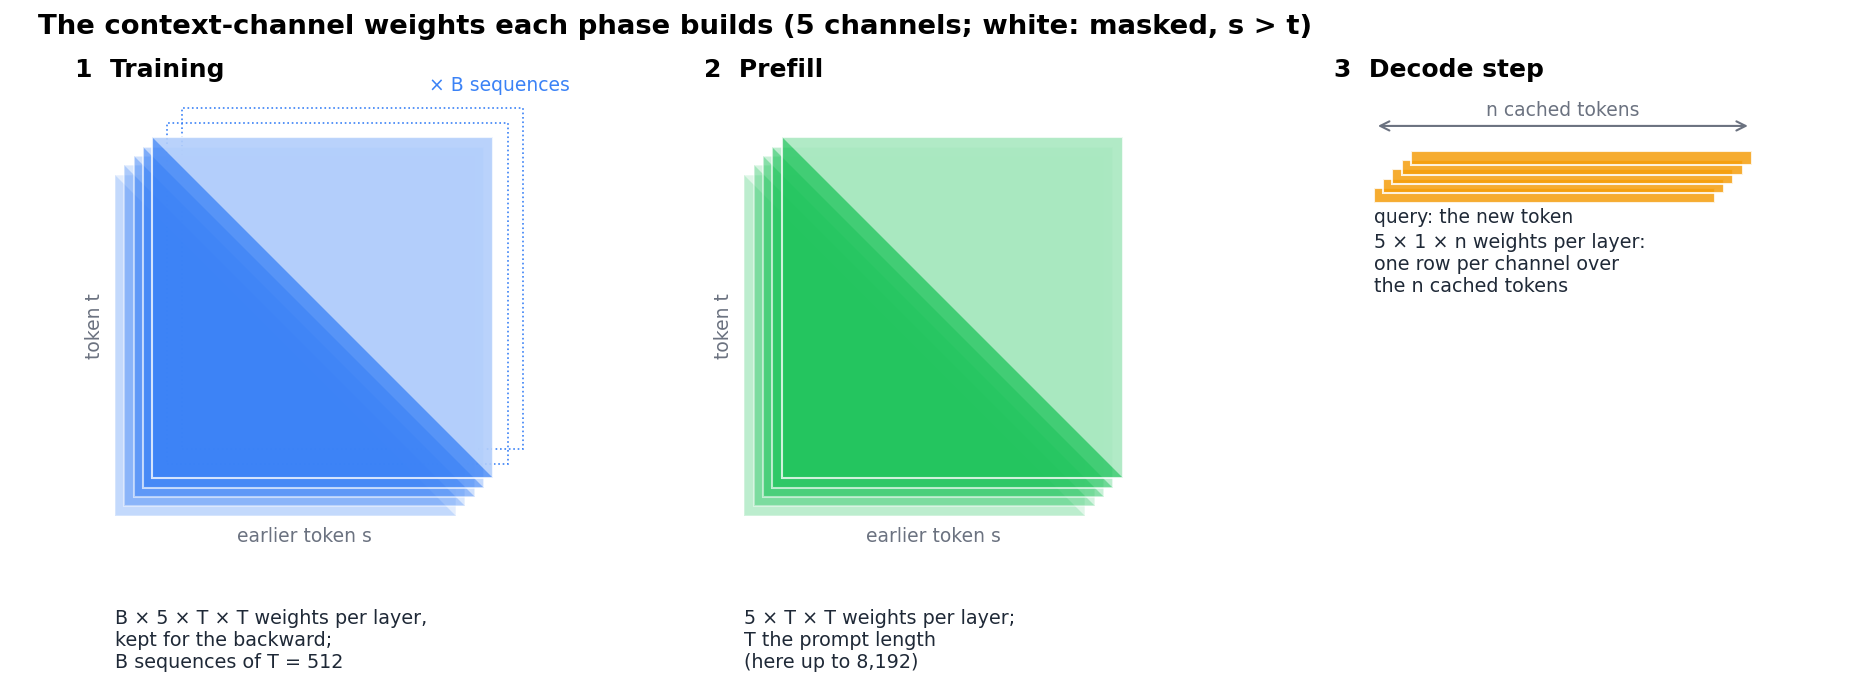 The context-channel weights each phase builds (5 channels; white: masked, s > t)
1 Training
× B sequences
token t
earlier token s
B × 5 × T × T weights per layer,
kept for the backward;
B sequences of T = 512
2 Prefill
token t
earlier token s
5 × T × T weights per layer;
T the prompt length
(here up to 8,192)
3 Decode step
n cached tokens
query: the new token
5 × 1 × n weights per layer:
one row per channel over
the n cached tokens